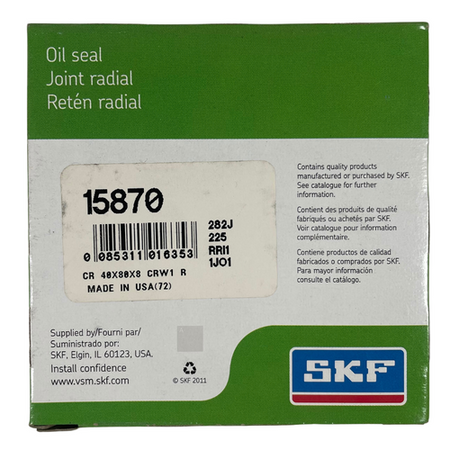 Oil seal
Joint radial
Retén radial
15870
282J
225
RRI1
1JO1
0 085311 016353
CR 40X80X8 CRW1 R
MADE IN USA(72)
Contains quality products
manufactured or purchased by SKF.
See catalogue for further
information.
Contient des produits de qualité
fabriqués ou achetés par SKF.
Voir catalogue pour information
complémentaire.
Contiene productos de calidad
fabricados o comprados por SKF.
Para mayor información
consulte el catálogo.
Supplied by/Fourni par/
Suministrado por:
SKF, Elgin, IL 60123, USA.
Install confidence
www.vsm.skf.com
© SKF 2011
SKF